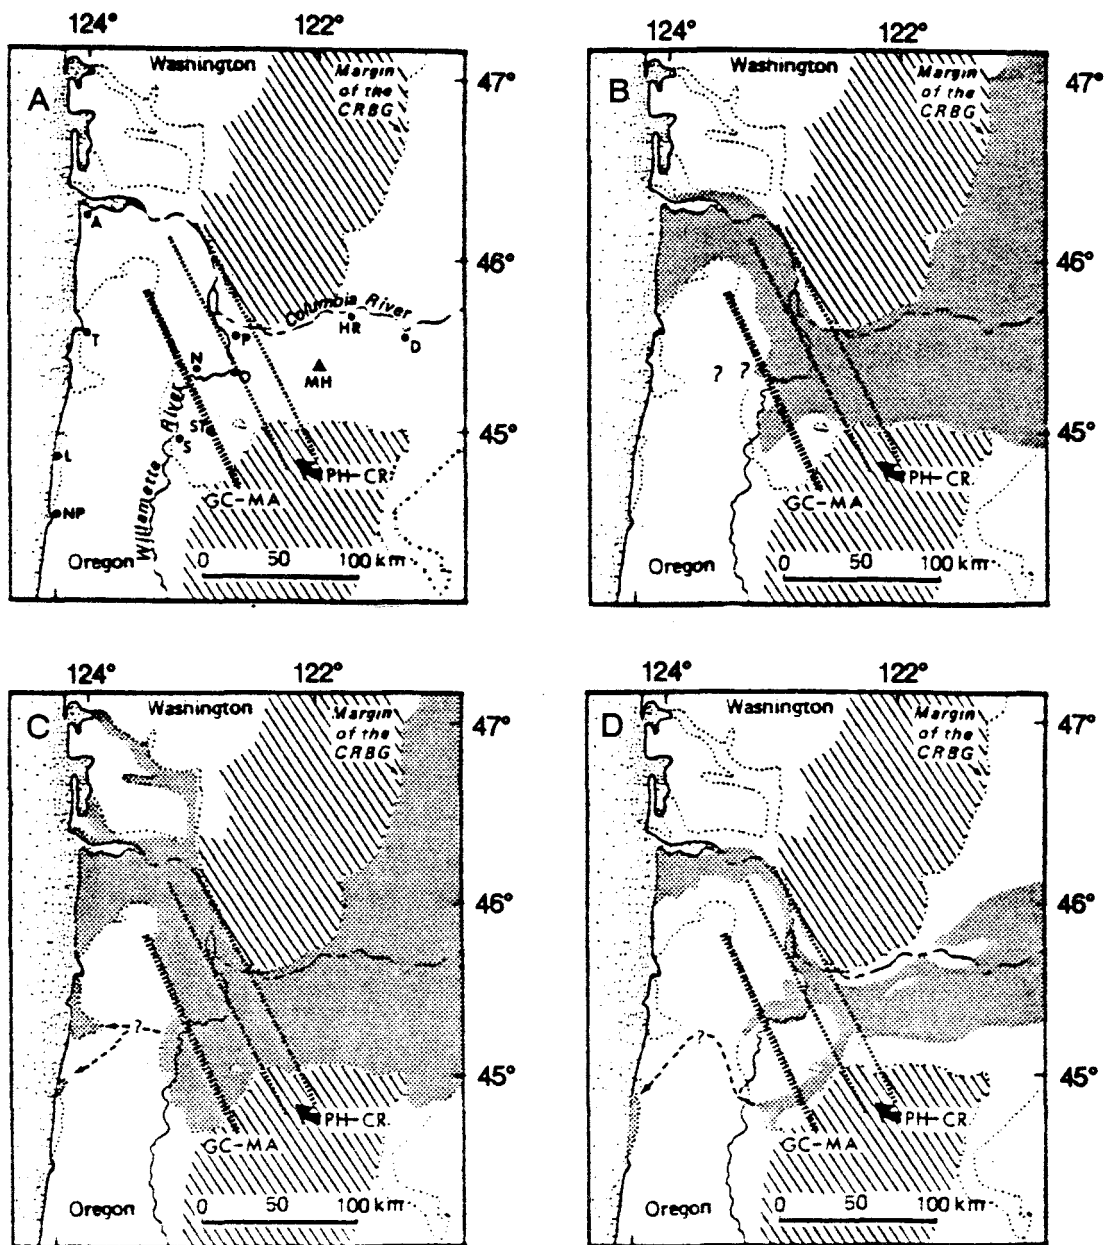 124° 122°
A
Washington
Margin
of the
CRBG
47°
46°
45°
A
Columbia River
HR
D
T
P
N
MH
River
ST
S
L
PH-CR
GC-MA
NP
Willamette
Oregon
0 50 100 km
124° 122°
B
Washington
Margin
of the
CRBG
47°
46°
45°
? ?
PH-CR
GC-MA
Oregon
0 50 100 km
124° 122°
C
Washington
Margin
of the
CRBG
47°
46°
45°
?
PH-CR
GC-MA
Oregon
0 50 100 km
124° 122°
D
Washington
Margin
of the
CRBG
47°
46°
45°
?
PH-CR
GC-MA
Oregon
0 50 100 km